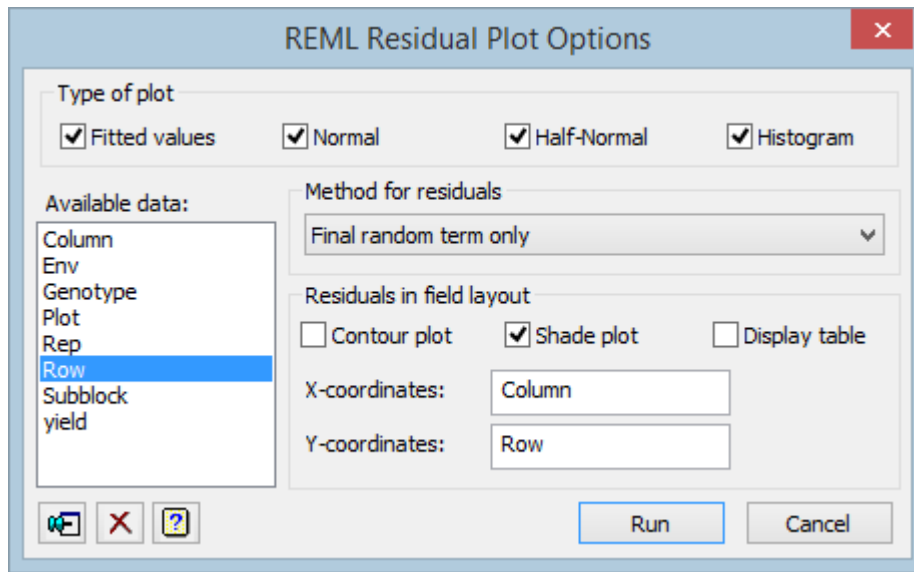 REML Residual Plot Options
Type of plot
Fitted values Normal Half-Normal Histogram
Available data:
Column
Env
Genotype
Plot
Rep
Row
Subblock
yield
Method for residuals
Final random term only
Residuals in field layout
Contour plot Shade plot Display table
X-coordinates: Column
Y-coordinates: Row
?
Run Cancel